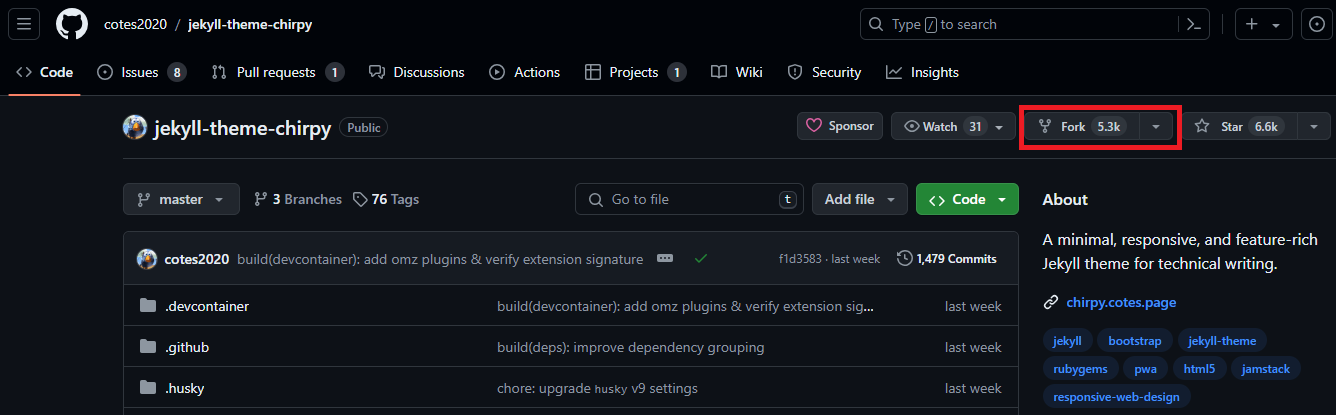 cotes2020 / jekyll-theme-chirpy Type / to search
Code Issues 8 Pull requests 1 Discussions Actions Projects 1 Wiki Security Insights
jekyll-theme-chirpy Public Sponsor Watch 31 Fork 5.3k Star 6.6k
master 3 Branches 76 Tags Go to file t Add file Code
About
cotes2020 build(devcontainer): add omz plugins & verify extension signature f1d3583 · last week 1,479 Commits
.devcontainer build(devcontainer): add omz plugins & verify extension sig... last week
.github build(deps): improve dependency grouping last week
.husky chore: upgrade husky v9 settings last week
A minimal, responsive, and feature-rich
Jekyll theme for technical writing.
chirpy.cotes.page
jekyll bootstrap jekyll-theme
rubygems pwa html5 jamstack
responsive-web-design